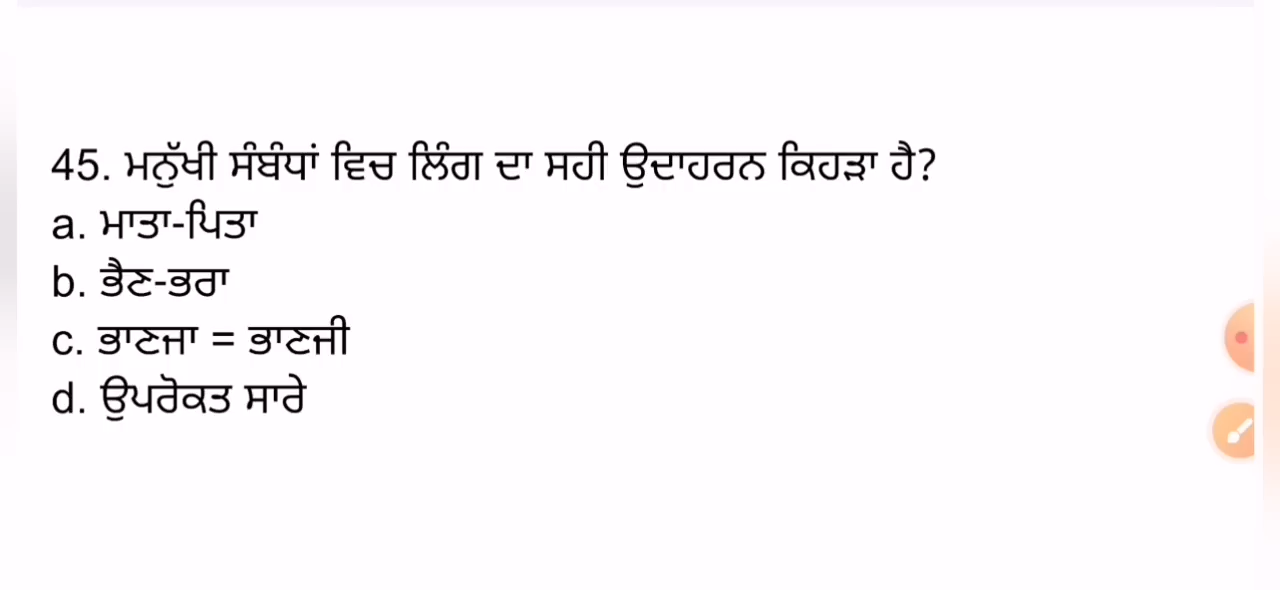 45. ਮਨੁੱਖੀ ਸੰਬੰਧਾਂ ਵਿਚ ਲਿੰਗ ਦਾ ਸਹੀ ਉਦਾਹਰਨ ਕਿਹੜਾ ਹੈ?
a. ਮਾਤਾ-ਪਿਤਾ
b. ਭੈਣ-ਭਰਾ
c. ਭਾਣਜਾ = ਭਾਣਜੀ
d. ਉਪਰੋਕਤ ਸਾਰੇ